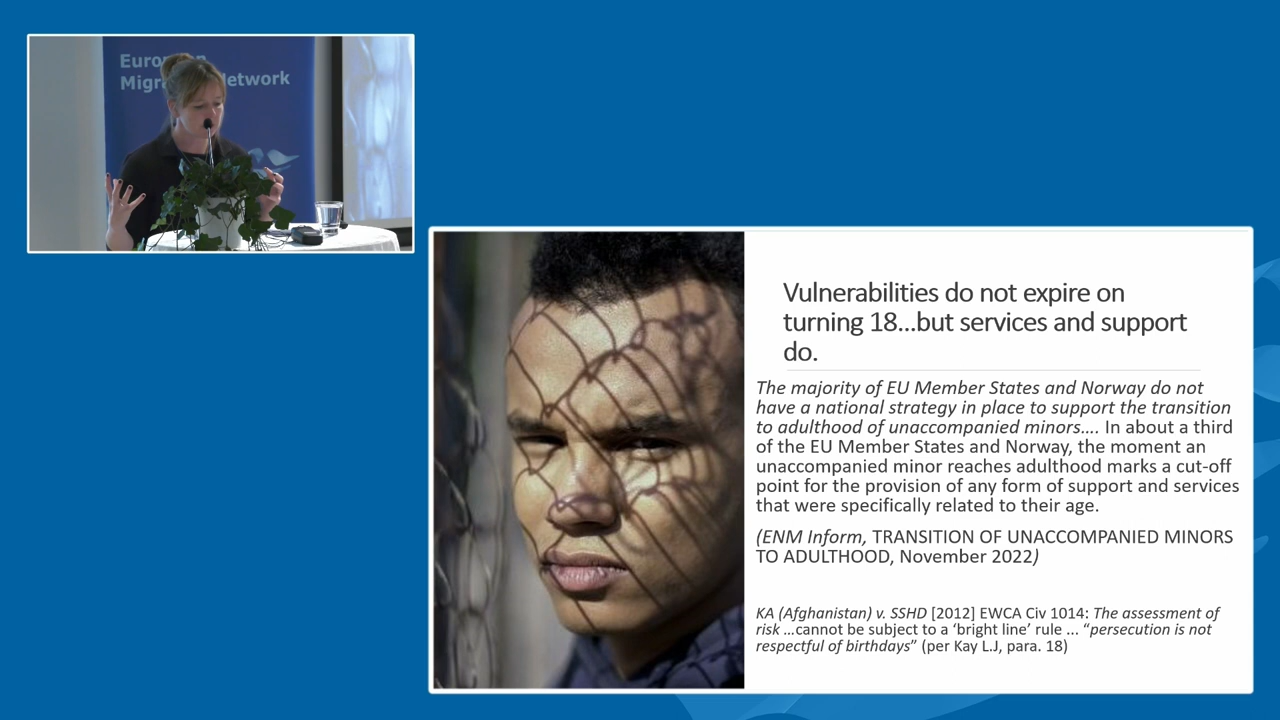 European
Migration Network
Vulnerabilities do not expire on
turning 18...but services and support
do.
The majority of EU Member States and Norway do not
have a national strategy in place to support the transition
to adulthood of unaccompanied minors.... In about a third
of the EU Member States and Norway, the moment an
unaccompanied minor reaches adulthood marks a cut-off
point for the provision of any form of support and services
that were specifically related to their age.
(ENM Inform, TRANSITION OF UNACCOMPANIED MINORS
TO ADULTHOOD, November 2022)
KA (Afghanistan) v. SSHD [2012] EWCA Civ 1014: The assessment of
risk ...cannot be subject to a ‘bright line’ rule ... “persecution is not
respectful of birthdays” (per Kay L.J, para. 18)